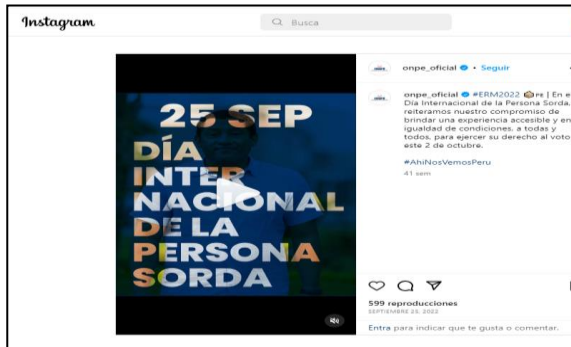 Instagram
Busca
25 SEP
DÍA
INTER
NACIONAL
DE LA
PERSONA
SORDA
onpe_oficial • Seguir
onpe_oficial #ERM2022 PE | En e
Día Internacional de la Persona Sorda,
reiteramos nuestro compromiso de
brindar una experiencia accesible y en
igualdad de condiciones, a todas y
todos, para ejercer su derecho al voto
este 2 de octubre.
#AhiNosVemosPeru
41 sem
599 reproducciones
SEPTIEMBRE 25, 2022
Entra para indicar que te gusta o comentar.